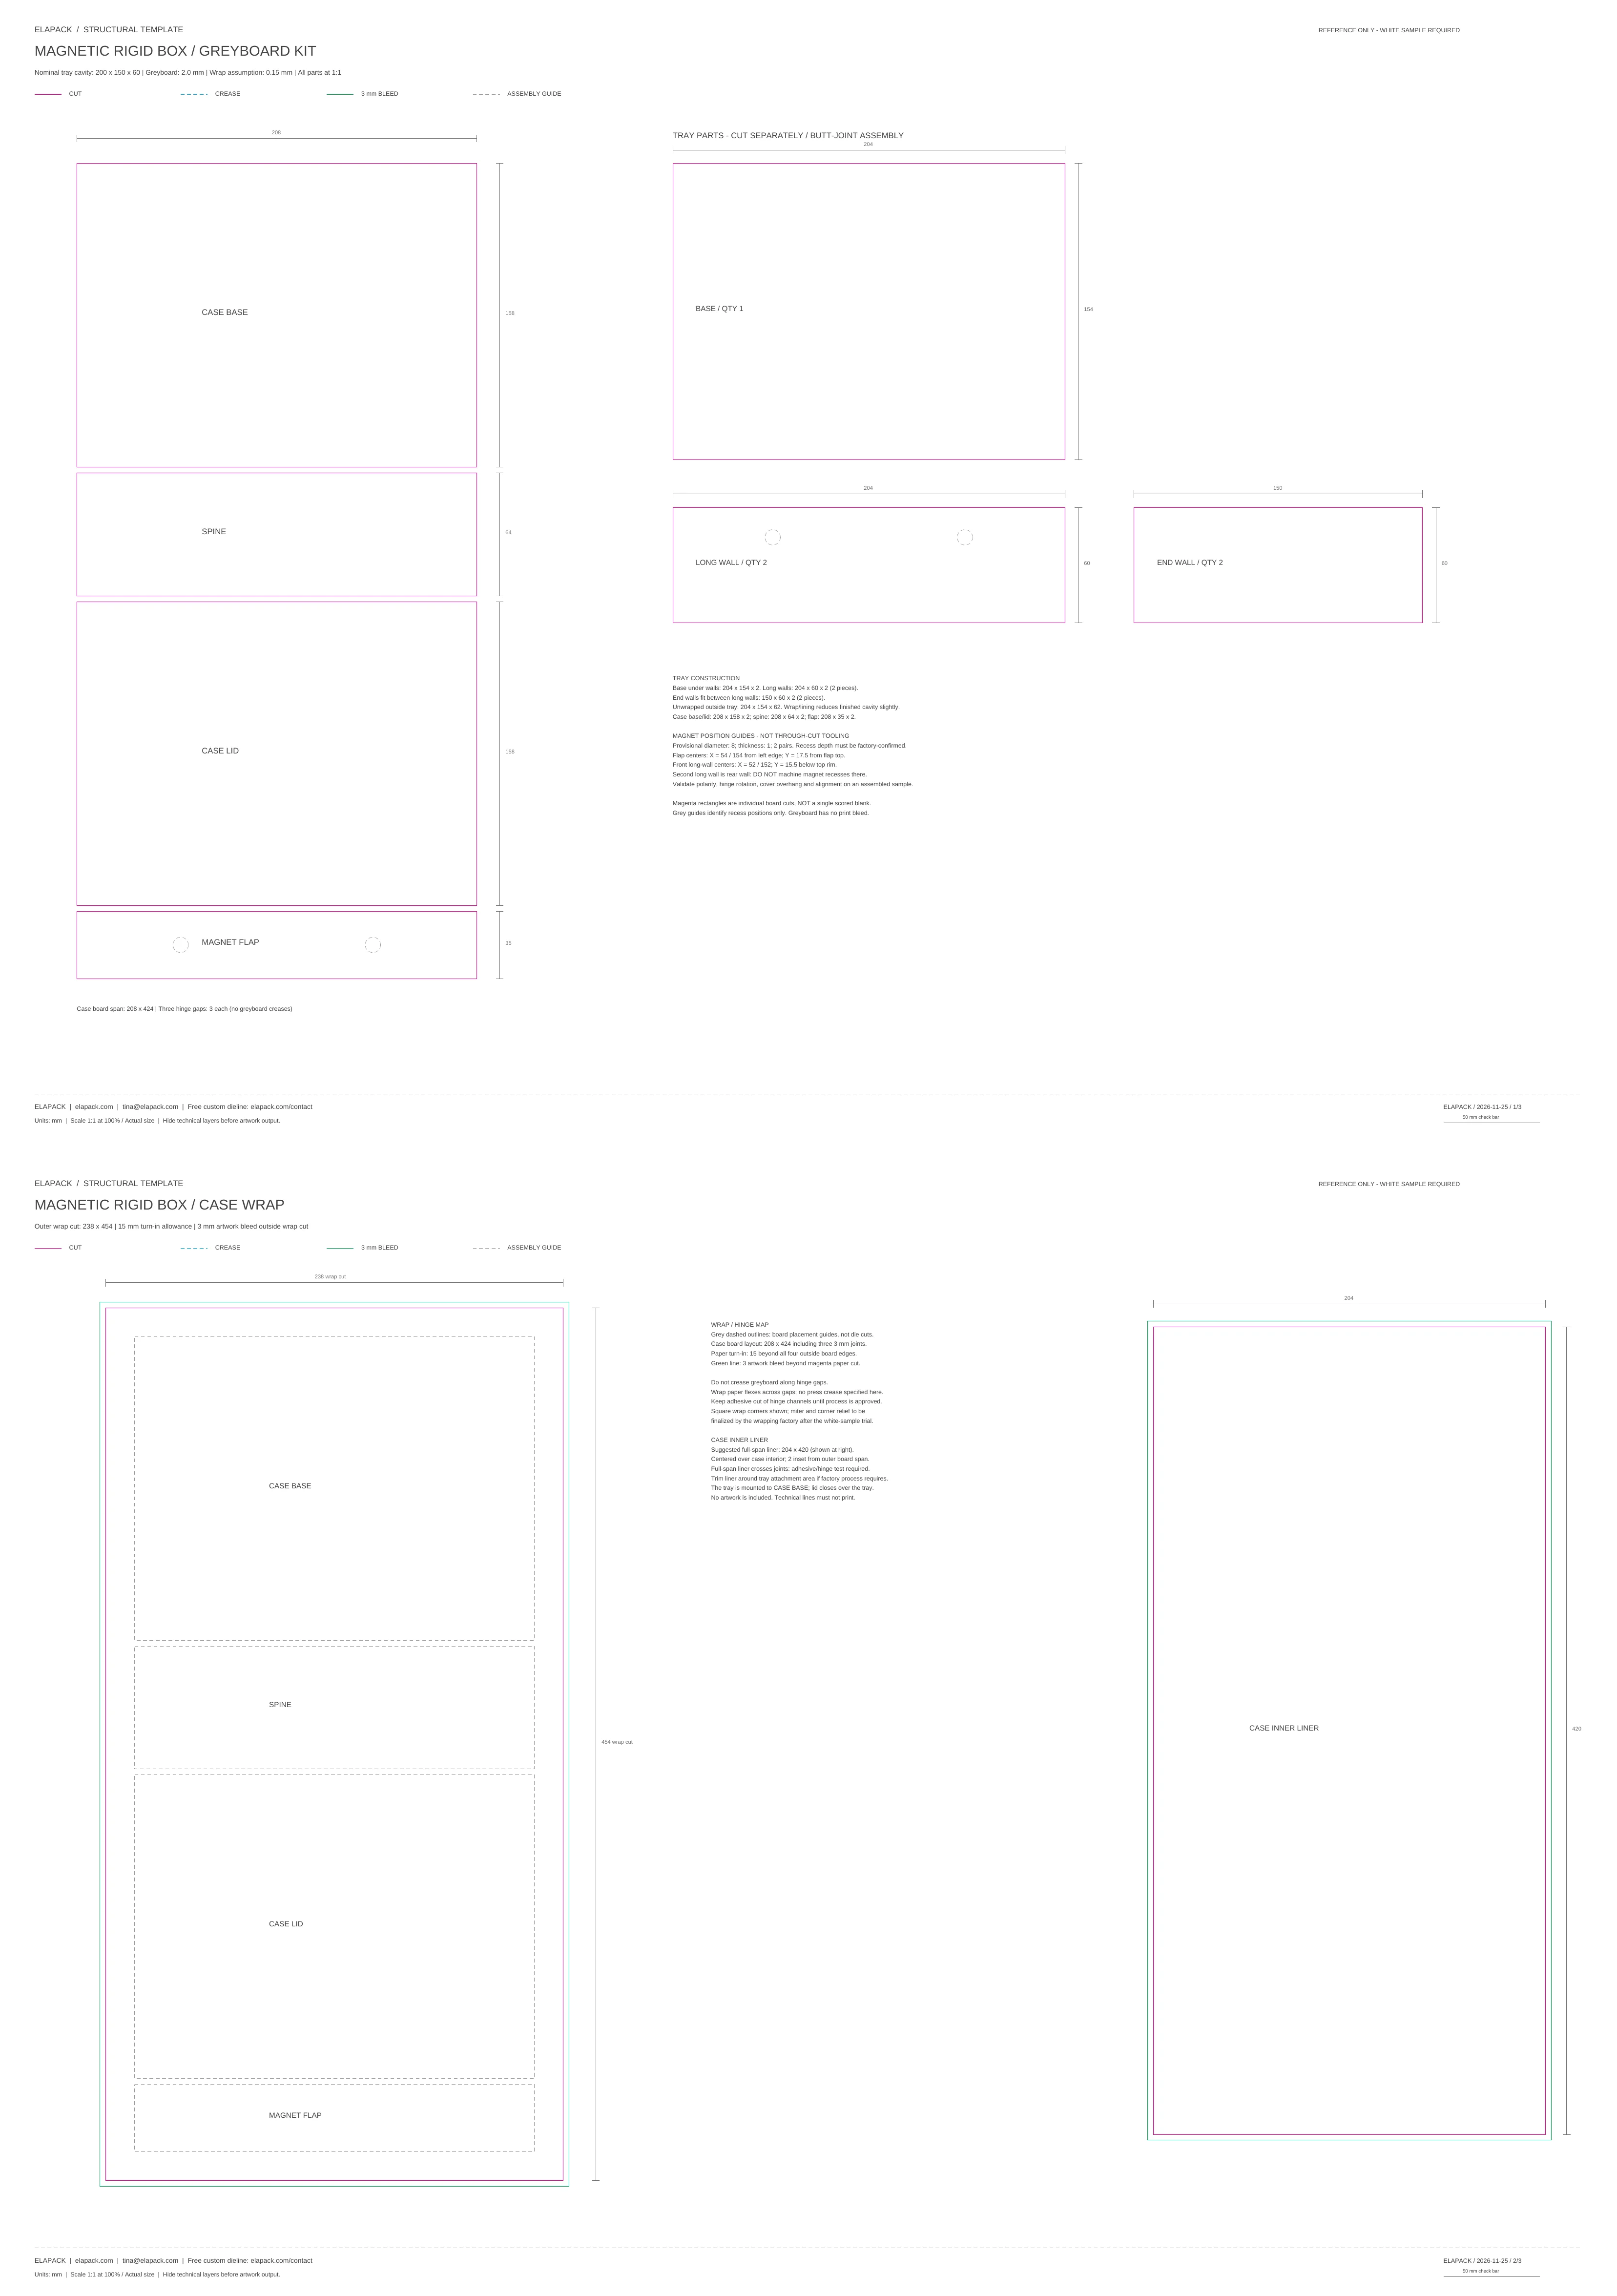 ELAPACK / STRUCTURAL TEMPLATE
REFERENCE ONLY - WHITE SAMPLE REQUIRED
MAGNETIC RIGID BOX / GREYBOARD KIT
Nominal tray cavity: 200 x 150 x 60 | Greyboard: 2.0 mm | Wrap assumption: 0.15 mm | All parts at 1:1
CUT
CREASE
3 mm BLEED
ASSEMBLY GUIDE
208
CASE BASE
158
SPINE
64
CASE LID
158
MAGNET FLAP
35
Case board span: 208 x 424 | Three hinge gaps: 3 each (no greyboard creases)
TRAY PARTS - CUT SEPARATELY / BUTT-JOINT ASSEMBLY
204
BASE / QTY 1
154
204
LONG WALL / QTY 2
60
150
END WALL / QTY 2
60
TRAY CONSTRUCTION
Base under walls: 204 x 154 x 2. Long walls: 204 x 60 x 2 (2 pieces).
End walls fit between long walls: 150 x 60 x 2 (2 pieces).
Unwrapped outside tray: 204 x 154 x 62. Wrap/lining reduces finished cavity slightly.
Case base/lid: 208 x 158 x 2; spine: 208 x 64 x 2; flap: 208 x 35 x 2.
MAGNET POSITION GUIDES - NOT THROUGH-CUT TOOLING
Provisional diameter: 8; thickness: 1; 2 pairs. Recess depth must be factory-confirmed.
Flap centers: X = 54 / 154 from left edge; Y = 17.5 from flap top.
Front long-wall centers: X = 52 / 152; Y = 15.5 below top rim.
Second long wall is rear wall: DO NOT machine magnet recesses there.
Validate polarity, hinge rotation, cover overhang and alignment on an assembled sample.
Magenta rectangles are individual board cuts, NOT a single scored blank.
Grey guides identify recess positions only. Greyboard has no print bleed.
ELAPACK | elapack.com | tina@elapack.com | Free custom dieline: elapack.com/contact
Units: mm | Scale 1:1 at 100% / Actual size | Hide technical layers before artwork output.
ELAPACK / 2026-11-25 / 1/3
50 mm check bar
ELAPACK / STRUCTURAL TEMPLATE
REFERENCE ONLY - WHITE SAMPLE REQUIRED
MAGNETIC RIGID BOX / CASE WRAP
Outer wrap cut: 238 x 454 | 15 mm turn-in allowance | 3 mm artwork bleed outside wrap cut
CUT
CREASE
3 mm BLEED
ASSEMBLY GUIDE
238 wrap cut
CASE BASE
SPINE
CASE LID
MAGNET FLAP
454 wrap cut
WRAP / HINGE MAP
Grey dashed outlines: board placement guides, not die cuts.
Case board layout: 208 x 424 including three 3 mm joints.
Paper turn-in: 15 beyond all four outside board edges.
Green line: 3 artwork bleed beyond magenta paper cut.
Do not crease greyboard along hinge gaps.
Wrap paper flexes across gaps; no press crease specified here.
Keep adhesive out of hinge channels until process is approved.
Square wrap corners shown; miter and corner relief to be
finalized by the wrapping factory after the white-sample trial.
CASE INNER LINER
Suggested full-span liner: 204 x 420 (shown at right).
Centered over case interior; 2 inset from outer board span.
Full-span liner crosses joints: adhesive/hinge test required.
Trim liner around tray attachment area if factory process requires.
The tray is mounted to CASE BASE; lid closes over the tray.
No artwork is included. Technical lines must not print.
204
CASE INNER LINER
420
ELAPACK | elapack.com | tina@elapack.com | Free custom dieline: elapack.com/contact
Units: mm | Scale 1:1 at 100% / Actual size | Hide technical layers before artwork output.
ELAPACK / 2026-11-25 / 2/3
50 mm check bar